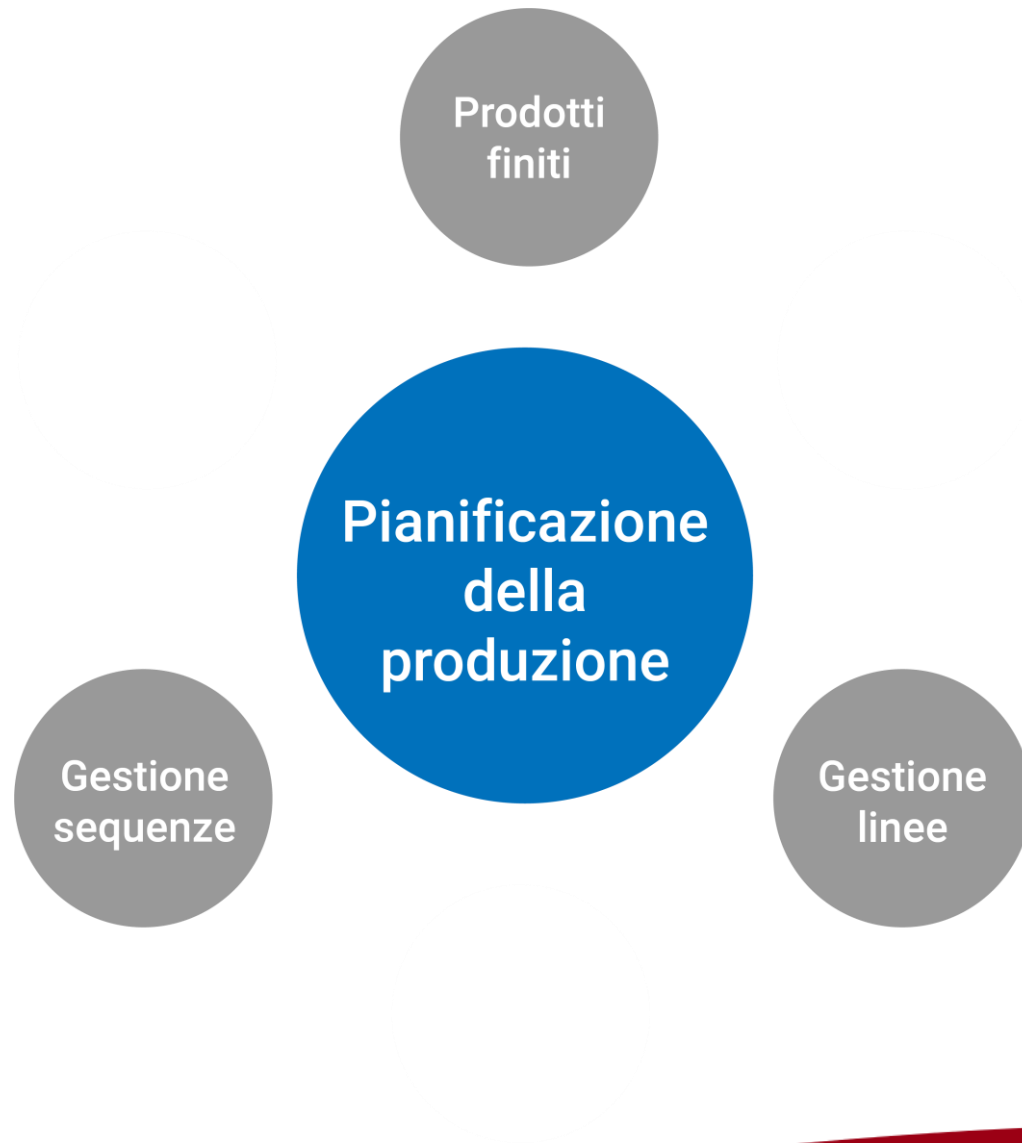 Prodotti
finiti
Pianificazione
della
produzione
Gestione
sequenze
Gestione
linee